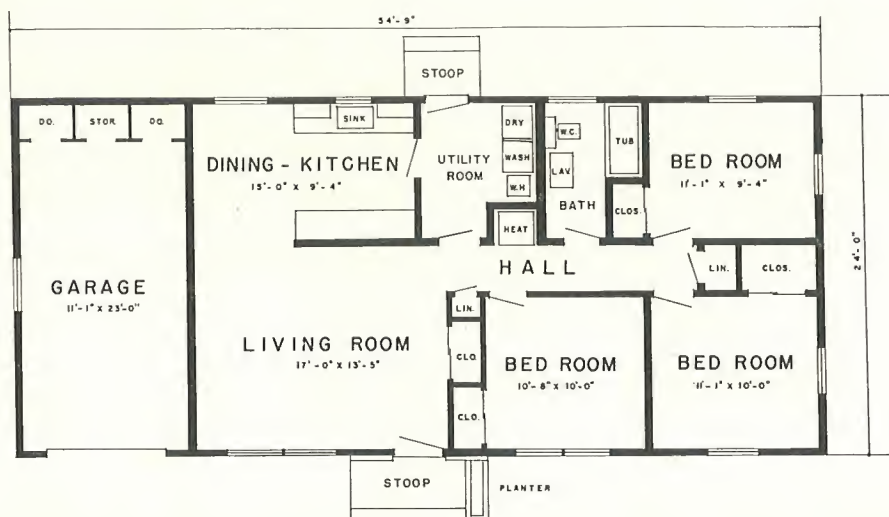 54'-9"
STOOP
DO.
STOR.
DO.
SINK
DRY
W.C.
TUB
DINING - KITCHEN
15'-0" X 9'-4"
UTILITY
ROOM
WASH
W.H
LAV.
BATH
BED ROOM
11'-1" X 9'-4"
CLOS.
HEAT
HALL
LIN.
CLOS.
24'-0"
GARAGE
11'-1" X 23'-0"
LIN.
LIVING ROOM
17'-0" X 13'-5"
CLO.
BED ROOM
10'-8" X 10'-0"
BED ROOM
11'-1" X 10'-0"
CLO.
STOOP
PLANTER